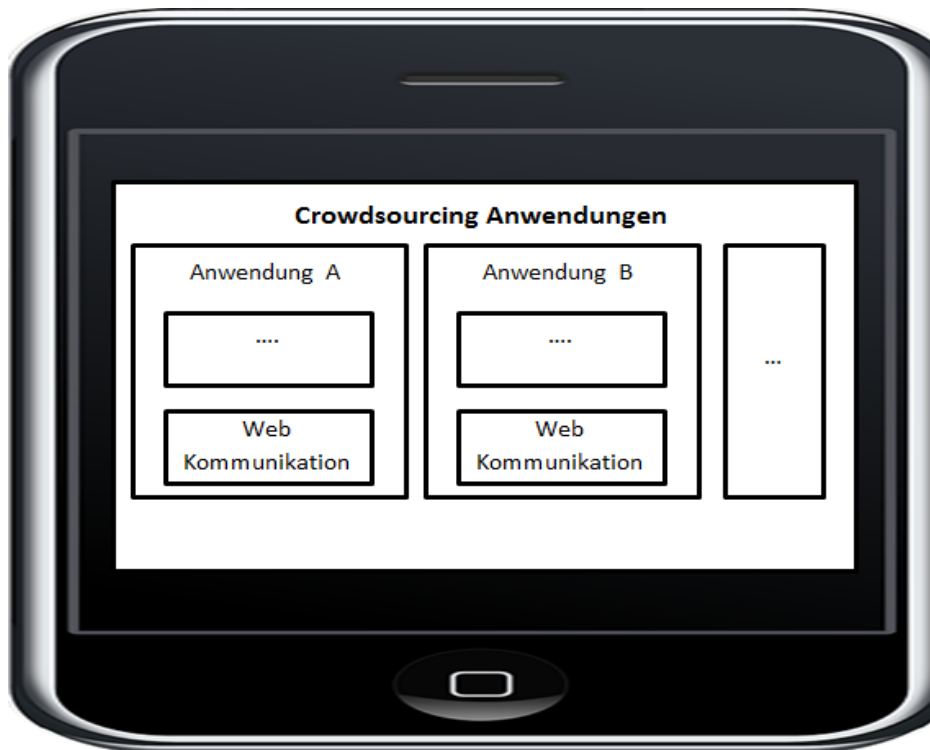 Crowdsourcing Anwendungen
Anwendung A
....
Web
Kommunikation
Anwendung B
....
Web
Kommunikation
...